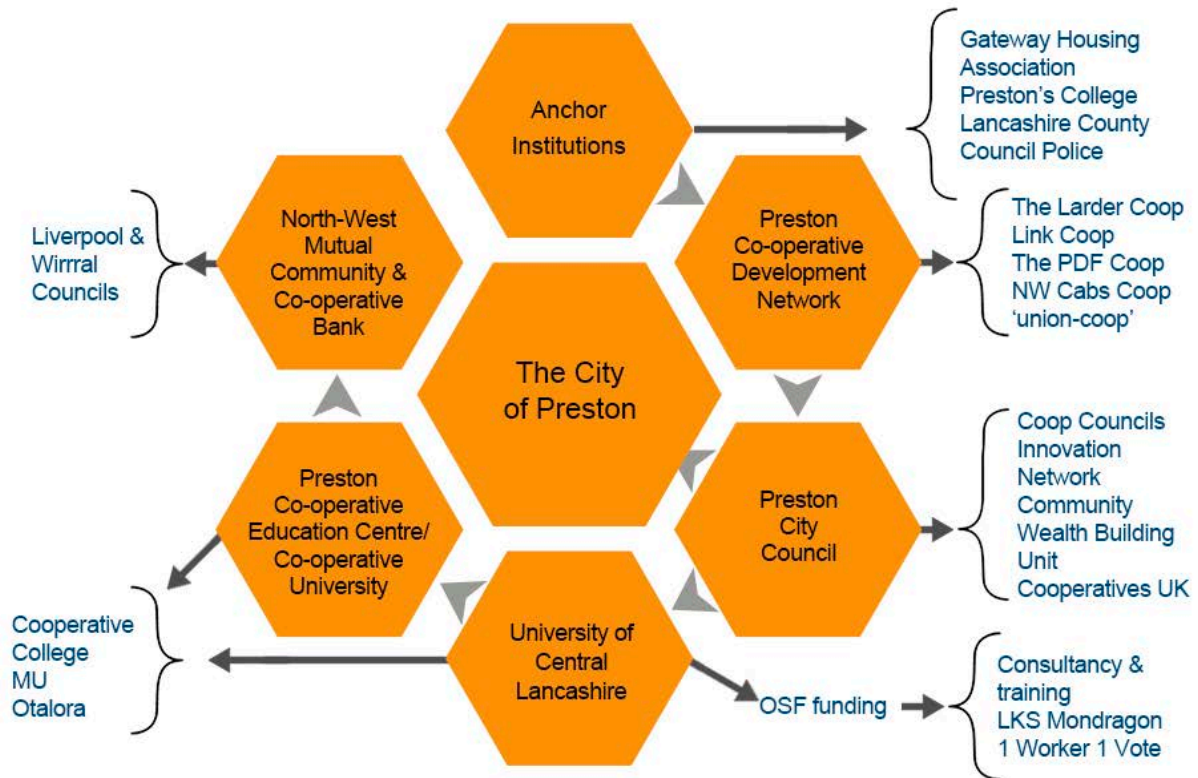 Anchor
Institutions
Gateway Housing
Association
Preston's College
Lancashire County
Council Police
North-West
Mutual
Community &
Co-operative
Bank
Liverpool &
Wirrral
Councils
Preston
Co-operative
Development
Network
The Larder Coop
Link Coop
The PDF Coop
NW Cabs Coop
‘union-coop’
The City
of Preston
Preston
Co-operative
Education Centre/
Co-operative
University
Preston
City
Council
Coop Councils
Innovation
Network
Community
Wealth Building
Unit
Cooperatives UK
Cooperative
College
MU
Otalora
University of
Central
Lancashire
OSF funding
Consultancy &
training
LKS Mondragon
1 Worker 1 Vote